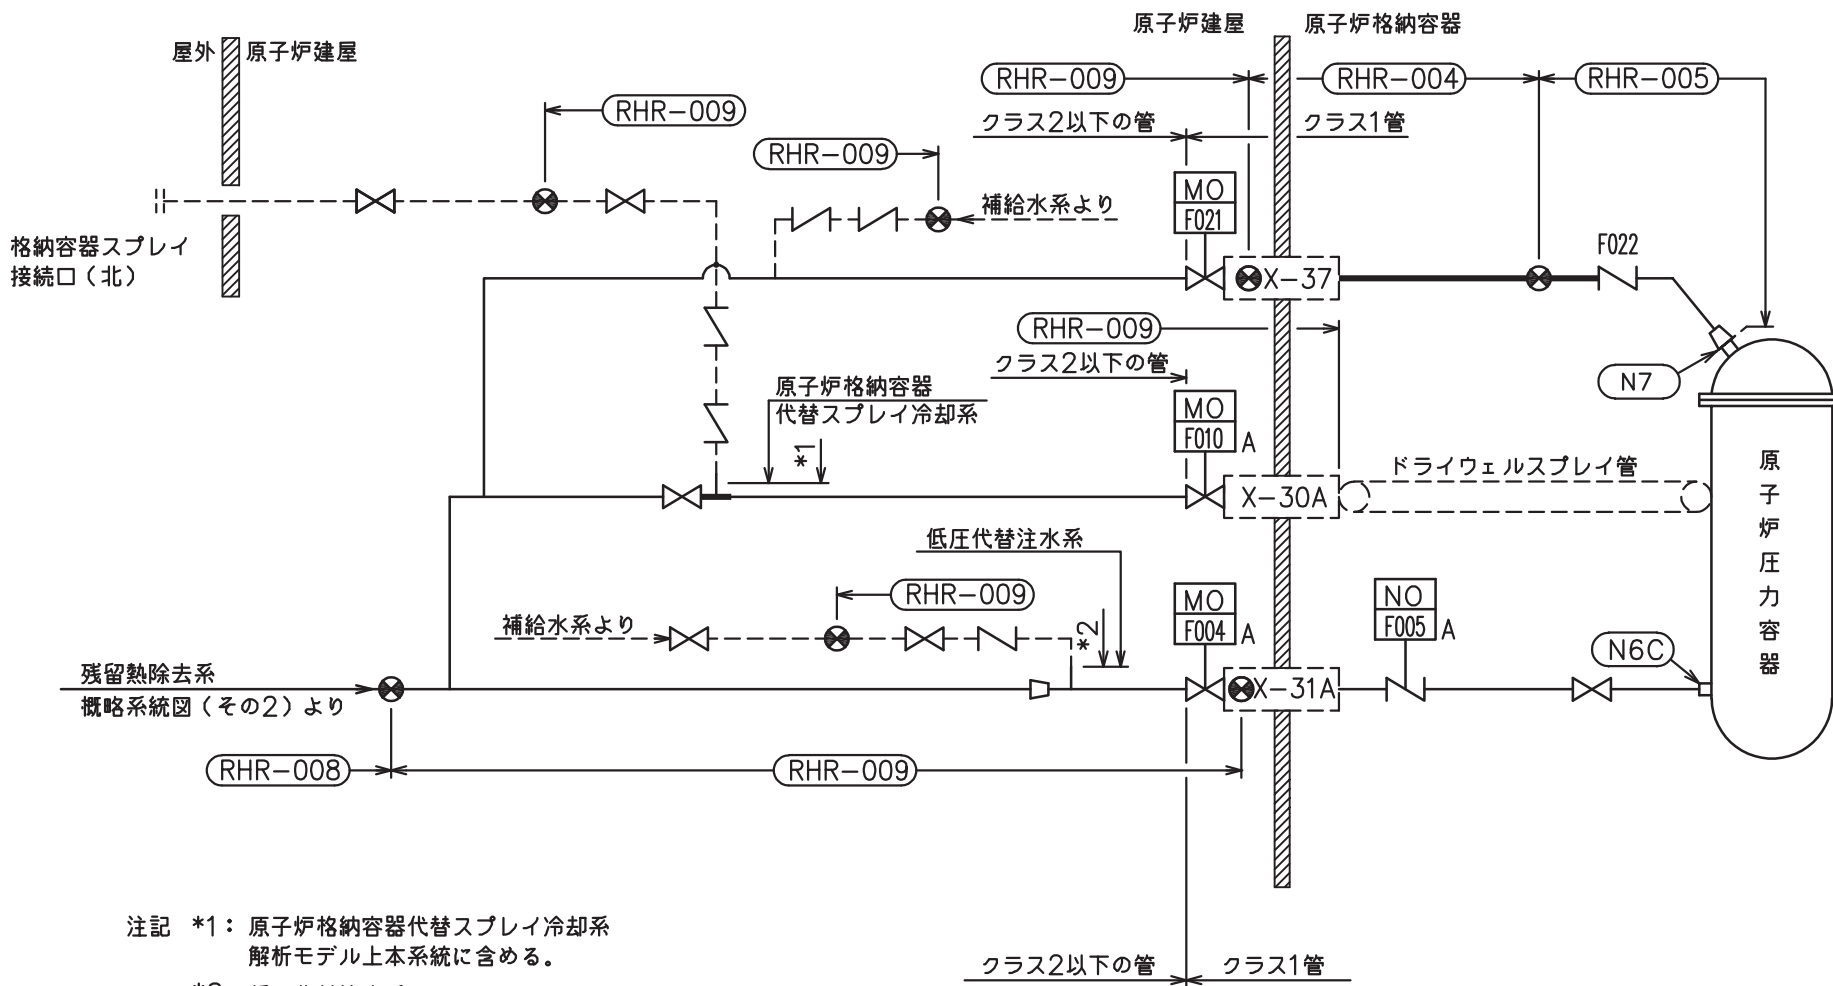 原子炉建屋
原子炉格納容器
屋外
原子炉建屋
RHR-009
RHR-004
RHR-005
RHR-009
クラス2以下の管
クラス1管
RHR-009
MO
F021
補給水系より
格納容器スプレイ
接続口（北）
F022
X-37
RHR-009
クラス2以下の管
N7
原子炉格納容器
代替スプレイ冷却系
*1
MO
F010
A
ドライウェルスプレイ管
X-30A
原子炉圧力容器
低圧代替注水系
RHR-009
MO
F004
A
NO
F005
A
補給水系より
*2
N6C
残留熱除去系
概略系統図（その2）より
X-31A
RHR-008
RHR-009
注記　*1：原子炉格納容器代替スプレイ冷却系
解析モデル上本系統に含める。
クラス2以下の管
クラス1管